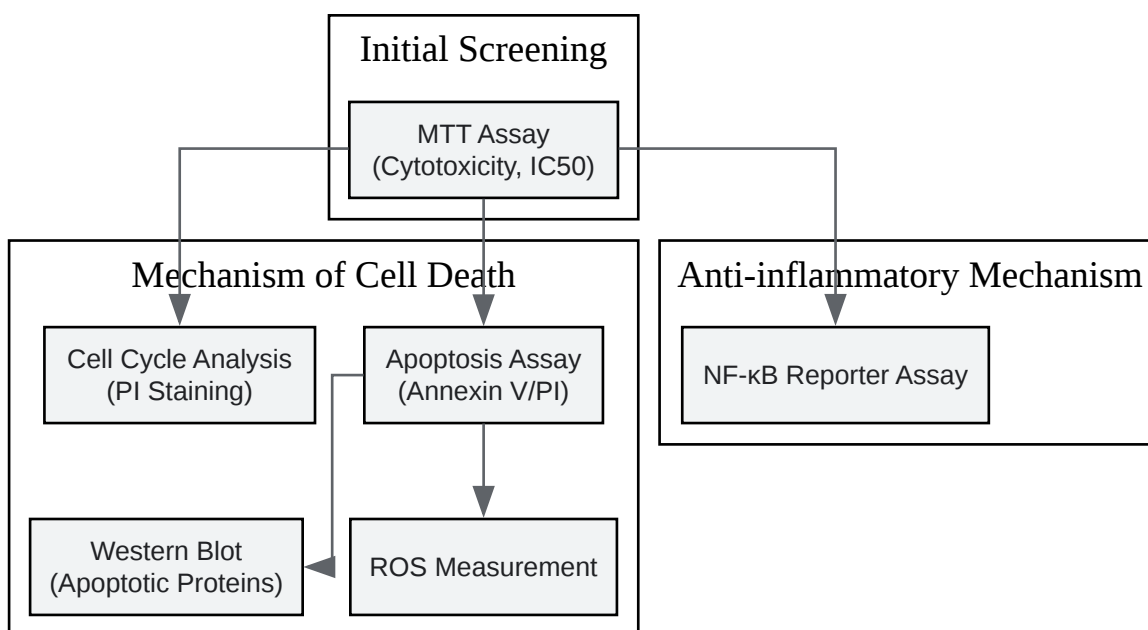 Initial Screening
MTT Assay
(Cytotoxicity, IC50)
Mechanism of Cell Death
Cell Cycle Analysis
(PI Staining)
Apoptosis Assay
(Annexin V/PI)
Western Blot
(Apoptotic Proteins)
ROS Measurement
Anti-inflammatory Mechanism
NF-κB Reporter Assay